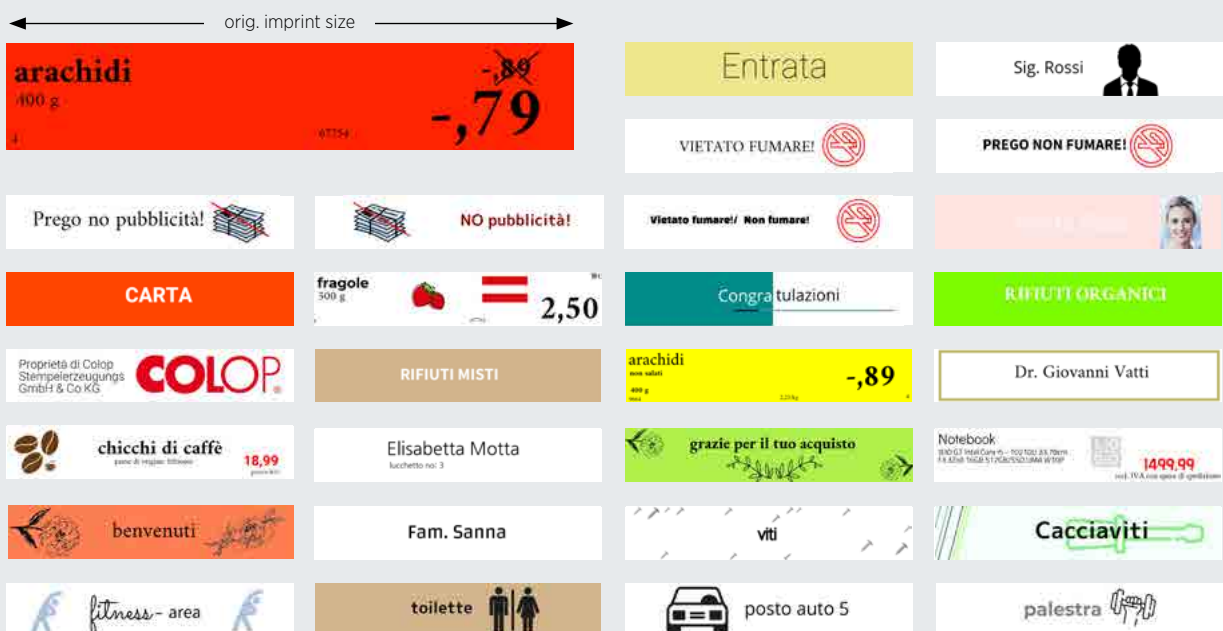 orig. imprint size
arachidi
400 g
-,89
-,79
4
67754
Entrata
Sig. Rossi
VIETATO FUMARE!
PREGO NON FUMARE!
Prego no pubblicità!
NO pubblicità!
Vietato fumare!/ Non fumare!
CARTA
fragole
500 g
2,50
Congratulazioni
RIFIUTI ORGANICI
Proprietà di Colop
Stempelerzeugungs
GmbH & Co KG
COLOP
RIFIUTI MISTI
arachidi
non salati
400 g
-,89
Dr. Giovanni Vatti
chicchi di caffè
18,99
Elisabetta Motta
lucchetto no: 3
grazie per il tuo acquisto
Notebook
1499,99
benvenuti
Fam. Sanna
viti
Cacciaviti
fitness - area
toilette
posto auto 5
palestra